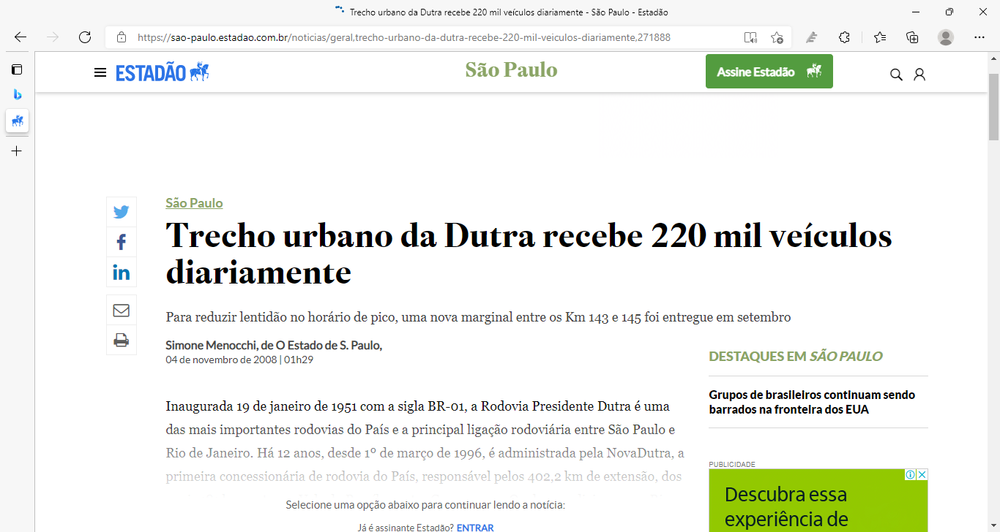 Trecho urbano da Dutra recebe 220 mil veículos diariamente - São Paulo - Estadão
https://sao-paulo.estadao.com.br/noticias/geral,trecho-urbano-da-dutra-recebe-220-mil-veiculos-diariamente,271888
ESTADÃO
São Paulo
Assine Estadão
São Paulo
Trecho urbano da Dutra recebe 220 mil veículos
diariamente
Para reduzir lentidão no horário de pico, uma nova marginal entre os Km 143 e 145 foi entregue em setembro
Simone Menocchi, de O Estado de S. Paulo,
04 de novembro de 2008 | 01h29
Inaugurada 19 de janeiro de 1951 com a sigla BR-01, a Rodovia Presidente Dutra é uma
das mais importantes rodovias do País e a principal ligação rodoviária entre São Paulo e
Rio de Janeiro. Há 12 anos, desde 1º de março de 1996, é administrada pela NovaDutra, a
primeira concessionária de rodovia do País, responsável pelos 402,2 km de extensão, dos
Selecione uma opção abaixo para continuar lendo a notícia:
Já é assinante Estadão? ENTRAR
DESTAQUES EM SÃO PAULO
Grupos de brasileiros continuam sendo
barrados na fronteira dos EUA
PUBLICIDADE
Descubra essa
experiência de